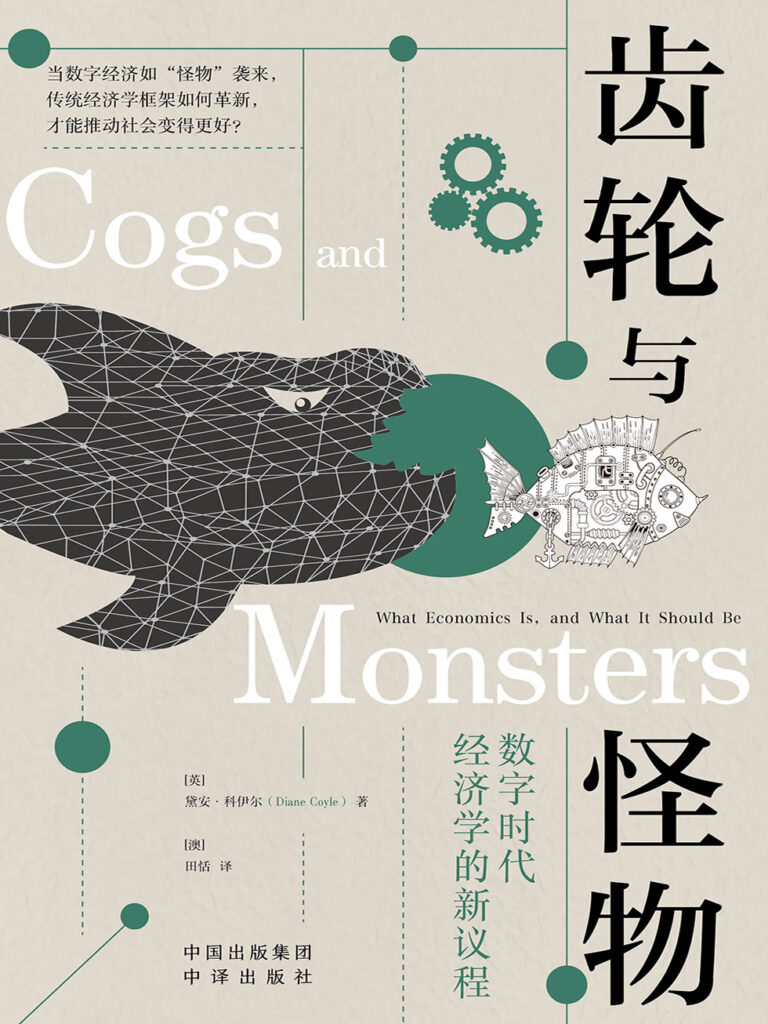 当数字经济如“怪物”袭来，
传统经济学框架如何革新，
才能推动社会变得更好？
齿轮与怪物
Cogs and
Monsters
What Economics Is, and What It Should Be
数字时代
经济学的新议程
[英]
黛安·科伊尔（Diane Coyle）著
[澳]
田恬 译
中国出版集团
中译出版社